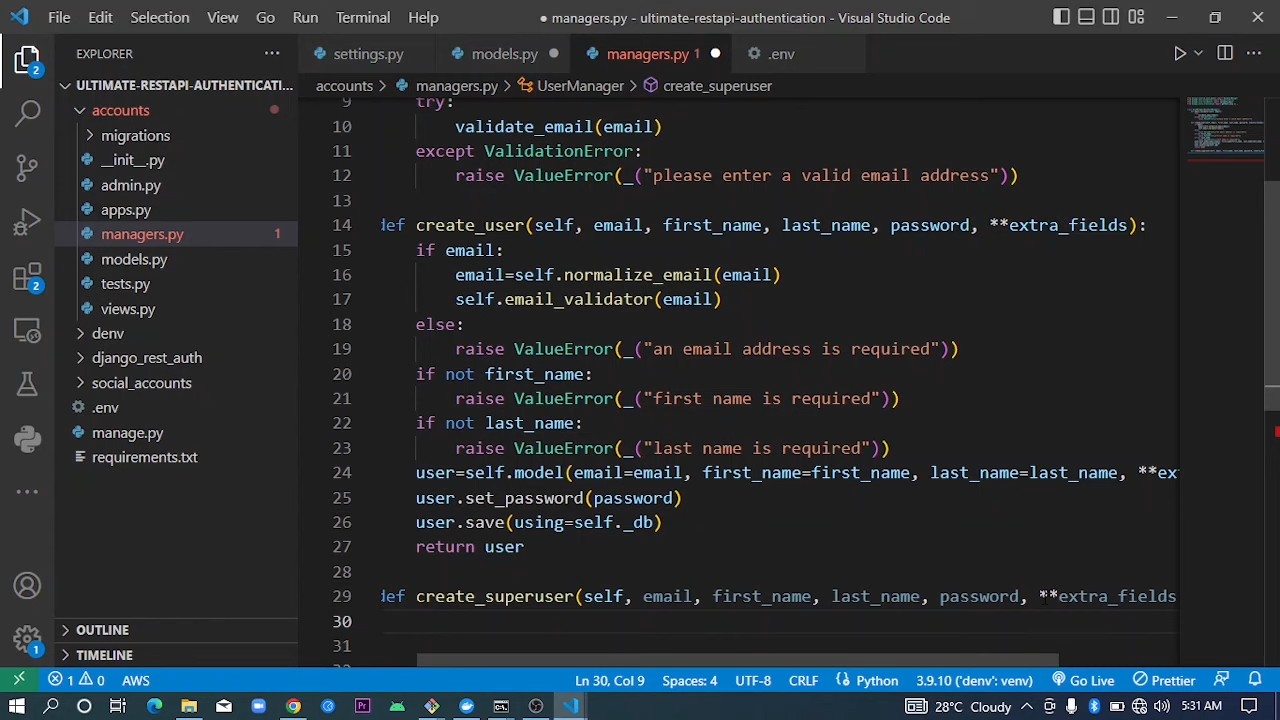 File Edit Selection View Go Run Terminal Help
● managers.py - ultimate-restapi-authentication - Visual Studio Code
EXPLORER
ULTIMATE-RESTAPI-AUTHENTICATI...
accounts
migrations
__init__.py
admin.py
apps.py
managers.py 1
models.py
tests.py
views.py
denv
django_rest_auth
social_accounts
.env
manage.py
requirements.txt
OUTLINE
TIMELINE
2
2
1
settings.py models.py managers.py 1 .env
accounts > managers.py > UserManager > create_superuser
9 try:
10 validate_email(email)
11 except ValidationError:
12 raise ValueError(_("please enter a valid email address"))
13
14 def create_user(self, email, first_name, last_name, password, **extra_fields):
15 if email:
16 email=self.normalize_email(email)
17 self.email_validator(email)
18 else:
19 raise ValueError(_("an email address is required"))
20 if not first_name:
21 raise ValueError(_("first name is required"))
22 if not last_name:
23 raise ValueError(_("last name is required"))
24 user=self.model(email=email, first_name=first_name, last_name=last_name, **ext
25 user.set_password(password)
26 user.save(using=self._db)
27 return user
28
29 def create_superuser(self, email, first_name, last_name, password, **extra_fields
30
31
1 0 AWS
Ln 30, Col 9 Spaces: 4 UTF-8 CRLF Python 3.9.10 ('denv': venv) Go Live Prettier
28°C Cloudy 5:31 AM